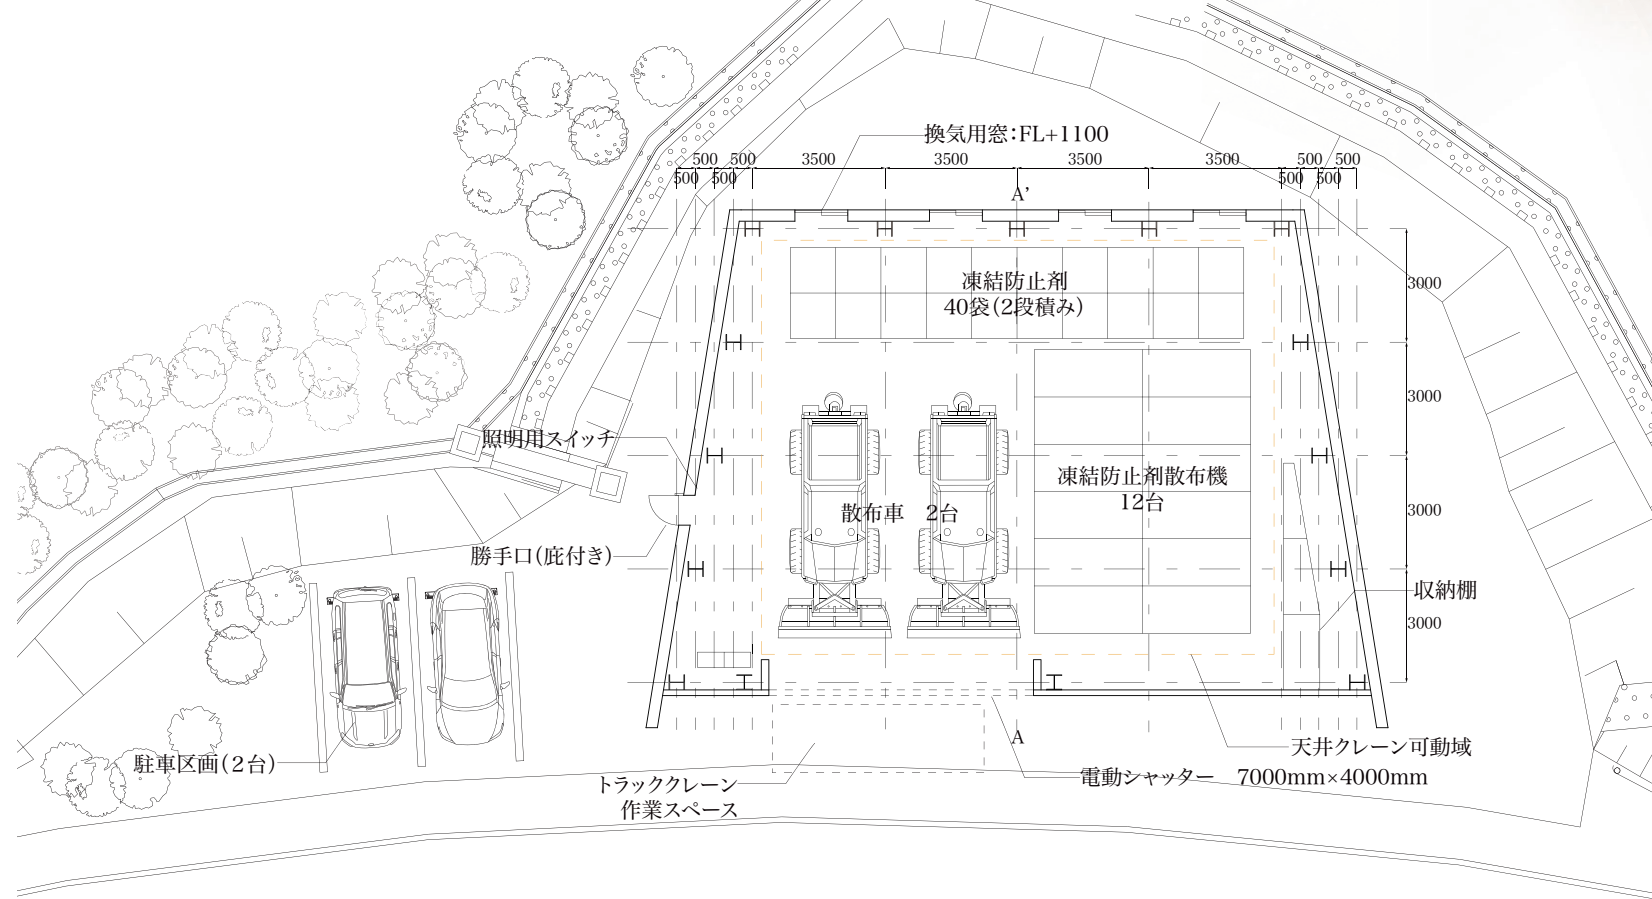 換気用窓：FL+1100
500 500 3500 3500 3500 3500 500 500
500 500 500 500
A’
3000
凍結防止剤
40袋（2段積み）
3000
照明用スイッチ
凍結防止剤散布機
12台
散布車　2台
3000
勝手口（庇付き）
収納棚
3000
A
天井クレーン可動域
駐車区画（2台）
電動シャッター　7000mm×4000mm
トラッククレーン
作業スペース